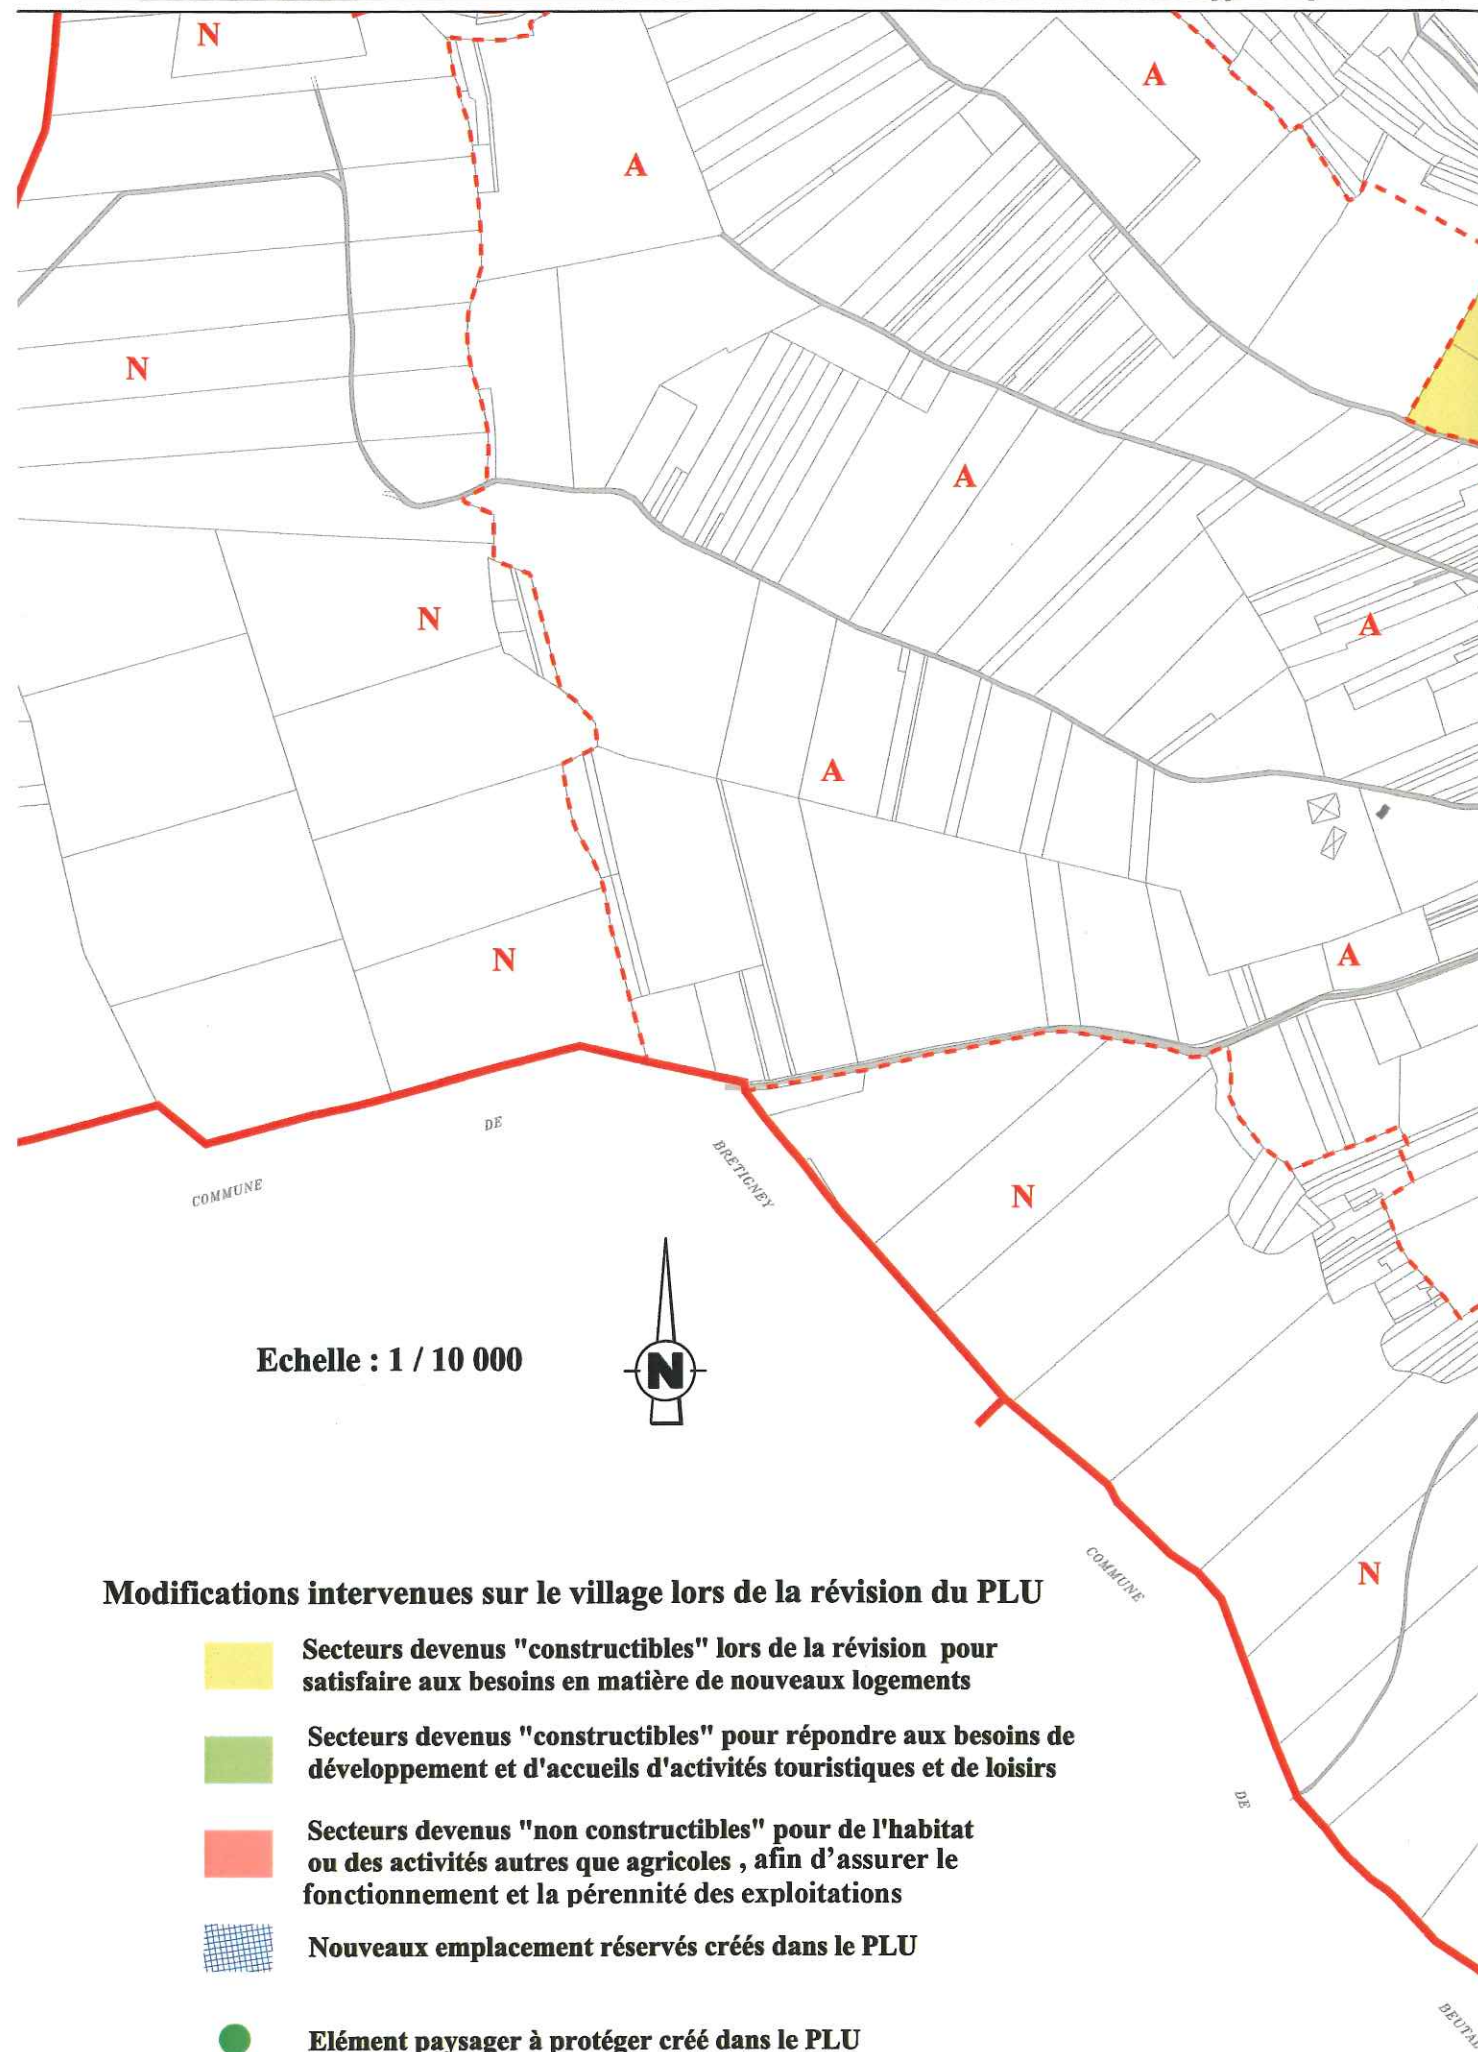 N
A
A
N
A
A
N
A
A
N
DE
COMMUNE
BRETIGNEY
N
Echelle : 1 / 10 000
N
COMMUNE
N
Modifications intervenues sur le village lors de la révision du PLU
Secteurs devenus "constructibles" lors de la révision pour
satisfaire aux besoins en matière de nouveaux logements
Secteurs devenus "constructibles" pour répondre aux besoins de
développement et d'accueils d'activités touristiques et de loisirs
DE
Secteurs devenus "non constructibles" pour de l'habitat
ou des activités autres que agricoles , afin d’assurer le
fonctionnement et la pérennité des exploitations
Nouveaux emplacement réservés créés dans le PLU
Elément paysager à protéger créé dans le PLU